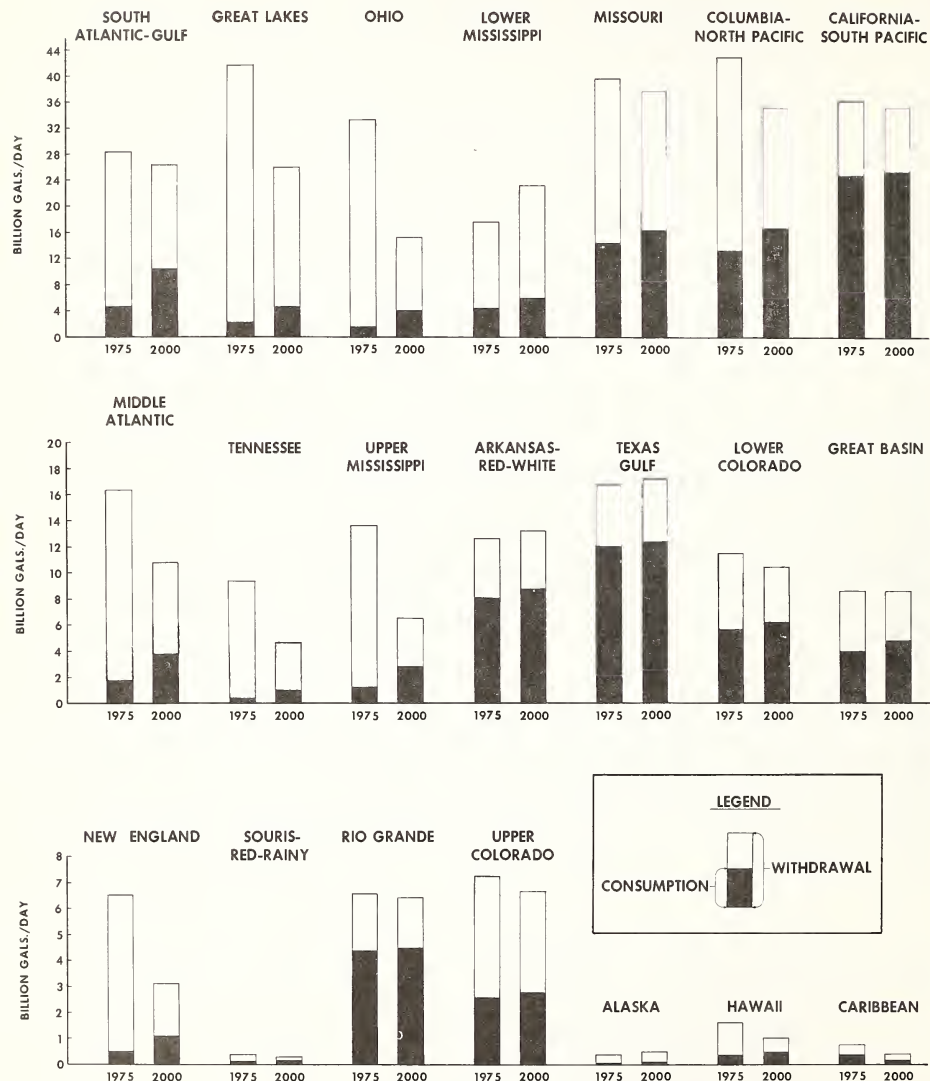 SOUTH ATLANTIC-GULF
GREAT LAKES
OHIO
LOWER MISSISSIPPI
MISSOURI
COLUMBIA-NORTH PACIFIC
CALIFORNIA-SOUTH PACIFIC
BILLION GALS./DAY
44
40
36
32
28
24
20
16
12
8
4
0
1975 2000 1975 2000 1975 2000 1975 2000 1975 2000 1975 2000 1975 2000
MIDDLE ATLANTIC
TENNESSEE
UPPER MISSISSIPPI
ARKANSAS-RED-WHITE
TEXAS GULF
LOWER COLORADO
GREAT BASIN
BILLION GALS./DAY
20
18
16
14
12
10
8
6
4
2
0
1975 2000 1975 2000 1975 2000 1975 2000 1975 2000 1975 2000 1975 2000
NEW ENGLAND
SOURIS-RED-RAINY
RIO GRANDE
UPPER COLORADO
LEGEND
CONSUMPTION
WITHDRAWAL
BILLION GALS./DAY
8
7
6
5
4
3
2
1
0
ALASKA
HAWAII
CARIBBEAN
1975 2000 1975 2000 1975 2000 1975 2000 1975 2000 1975 2000 1975 2000